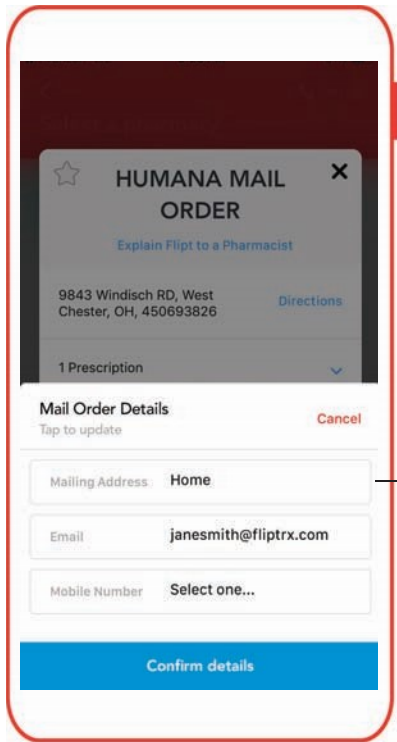 HUMANA MAIL
ORDER
Explain Flipt to a Pharmacist
9843 Windisch RD, West
Chester, OH, 450693826
Directions
1 Prescription
Mail Order Details
Tap to update
Cancel
Mailing Address Home
Email janesmith@fliptrx.com
Mobile Number Select one...
Confirm details